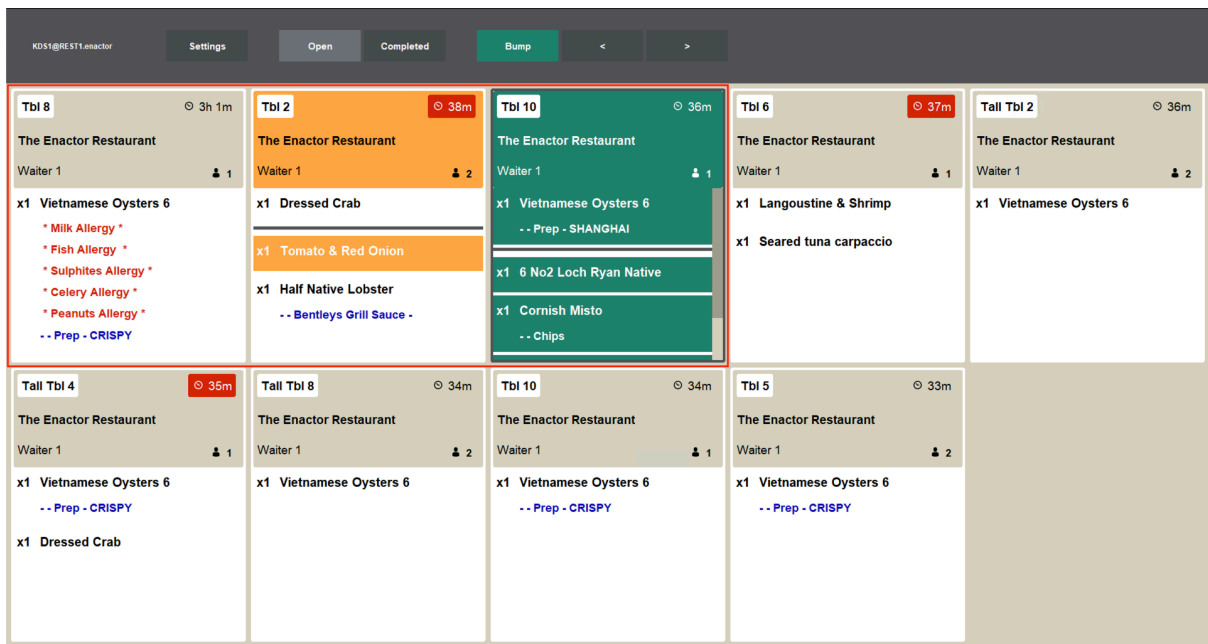 KDS1@REST1.enactor
Settings
Open
Completed
Bump
<
>
Tbl 8
3h 1m
The Enactor Restaurant
Waiter 1
1
x1 Vietnamese Oysters 6
* Milk Allergy *
* Fish Allergy *
* Sulphites Allergy *
* Celery Allergy *
* Peanuts Allergy *
- - Prep - CRISPY
Tbl 2
38m
The Enactor Restaurant
Waiter 1
2
x1 Dressed Crab
x1 Tomato & Red Onion
x1 Half Native Lobster
- - Bentleys Grill Sauce -
Tbl 10
36m
The Enactor Restaurant
Waiter 1
1
x1 Vietnamese Oysters 6
- - Prep - SHANGHAI
x1 6 No2 Loch Ryan Native
x1 Cornish Misto
- - Chips
Tbl 6
37m
The Enactor Restaurant
Waiter 1
1
x1 Langoustine & Shrimp
x1 Seared tuna carpaccio
Tall Tbl 2
36m
The Enactor Restaurant
Waiter 1
2
x1 Vietnamese Oysters 6
Tall Tbl 4
35m
The Enactor Restaurant
Waiter 1
1
x1 Vietnamese Oysters 6
- - Prep - CRISPY
x1 Dressed Crab
Tall Tbl 8
34m
The Enactor Restaurant
Waiter 1
2
x1 Vietnamese Oysters 6
Tbl 10
34m
The Enactor Restaurant
Waiter 1
1
x1 Vietnamese Oysters 6
- - Prep - CRISPY
Tbl 5
33m
The Enactor Restaurant
Waiter 1
2
x1 Vietnamese Oysters 6
- - Prep - CRISPY